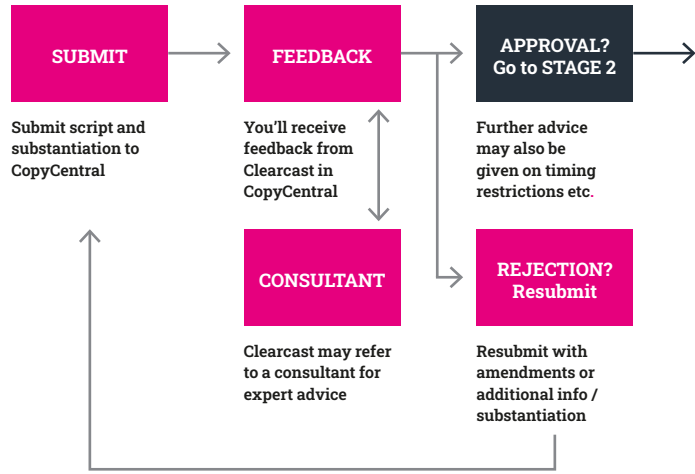 SUBMIT
FEEDBACK
APPROVAL?
Go to STAGE 2
Submit script and
substantiation to
CopyCentral
You'll receive
feedback from
Clearcast in
CopyCentral
Further advice
may also be
given on timing
restrictions etc.
CONSULTANT
REJECTION?
Resubmit
Clearcast may refer
to a consultant for
expert advice
Resubmit with
amendments or
additional info /
substantiation